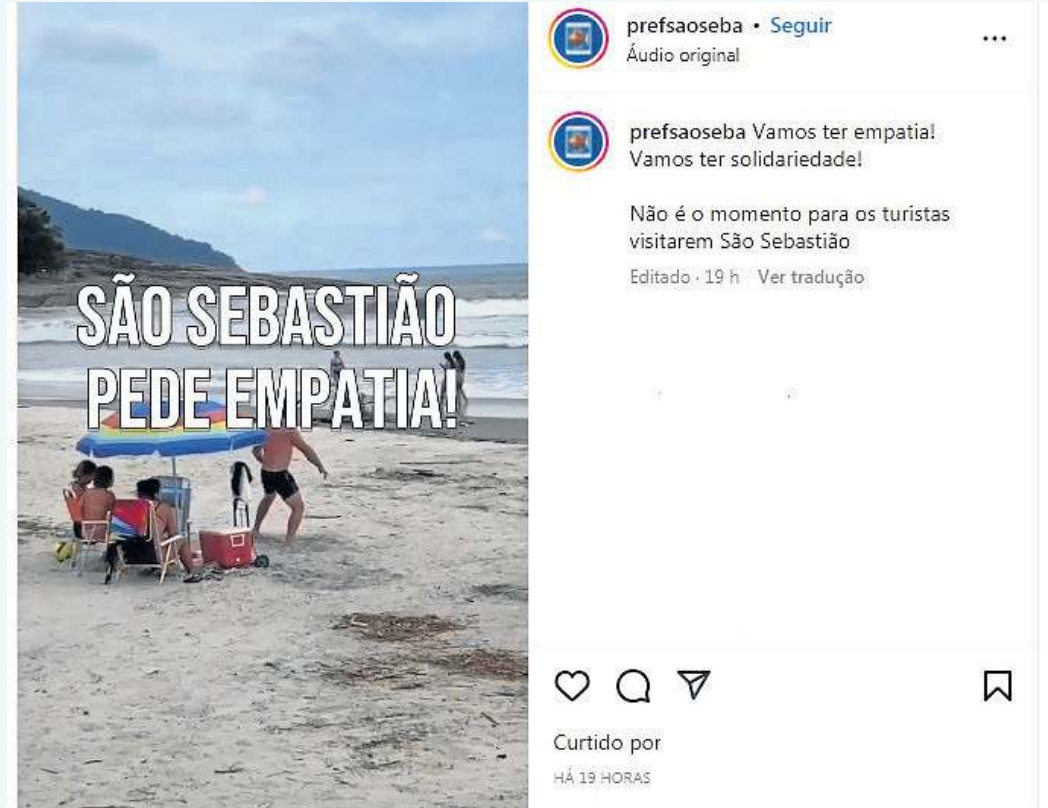 SÃO SEBASTIÃO
PEDE EMPATIA!
prefsaoseba • Seguir
Áudio original
prefsaoseba Vamos ter empatia!
Vamos ter solidariedade!
Não é o momento para os turistas
visitarem São Sebastião
Editado · 19 h Ver tradução
Curtido por
HÁ 19 HORAS